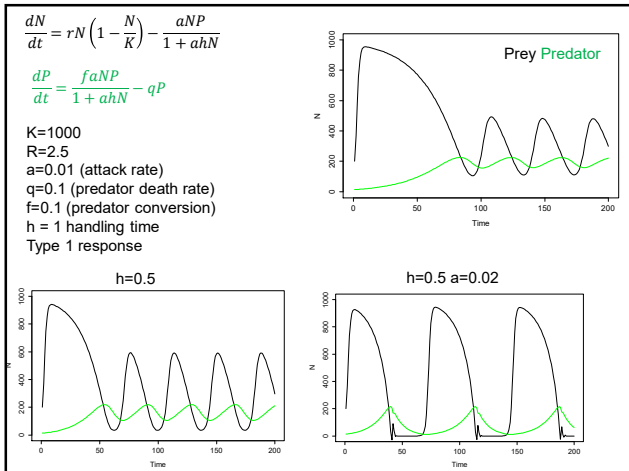 dN/dt = rN (1 − N/K) − aNP/(1 + ahN)
dP/dt = faNP/(1 + ahN) − qP
K=1000
R=2.5
a=0.01 (attack rate)
q=0.1 (predator death rate)
f=0.1 (predator conversion)
h = 1 handling time
Type 1 response
Prey Predator
N
0 200 400 600 800 1000
0 50 100 150 200
Time
h=0.5
N
0 200 400 600 800 1000
0 50 100 150 200
Time
h=0.5 a=0.02
N
0 200 400 600 800 1000
0 50 100 150 200
Time